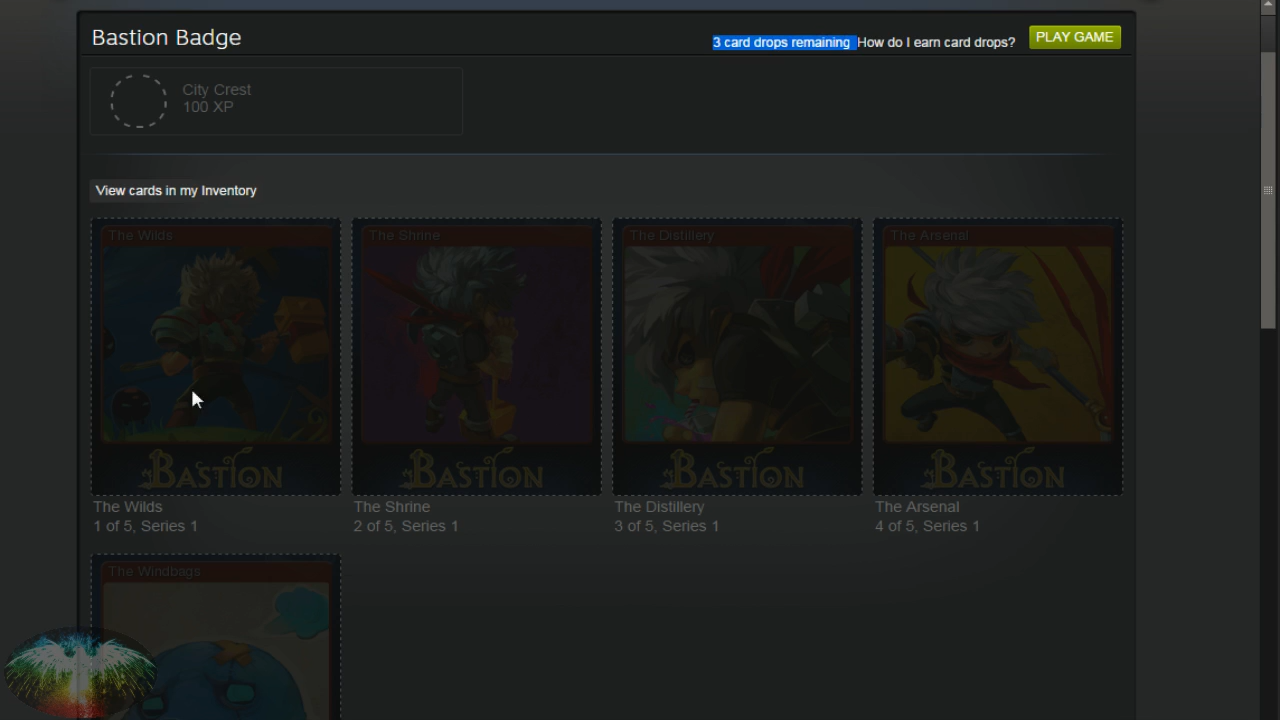 Bastion Badge
3 card drops remaining How do I earn card drops? PLAY GAME
City Crest
100 XP
View cards in my Inventory
The Wilds
The Shrine
The Distillery
The Arsenal
BASTION
BASTION
BASTION
BASTION
The Wilds
1 of 5, Series 1
The Shrine
2 of 5, Series 1
The Distillery
3 of 5, Series 1
The Arsenal
4 of 5, Series 1
The Windbags